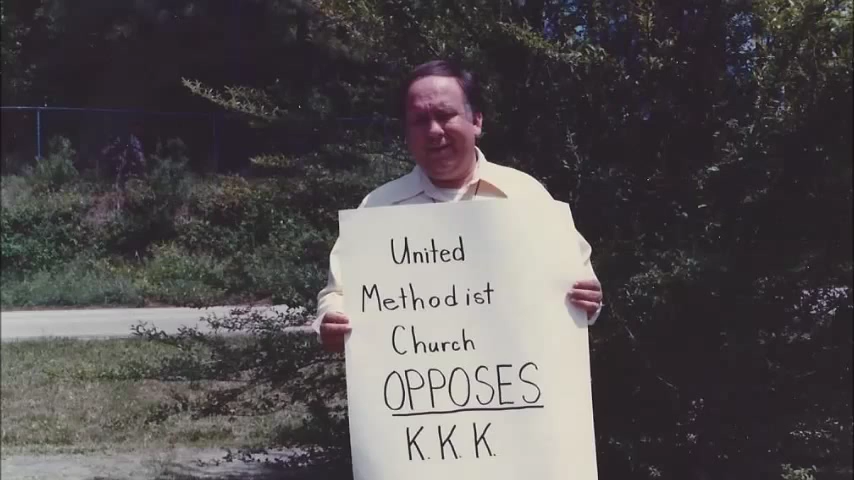 United
Methodist
Church
OPPOSES
K.K.K.